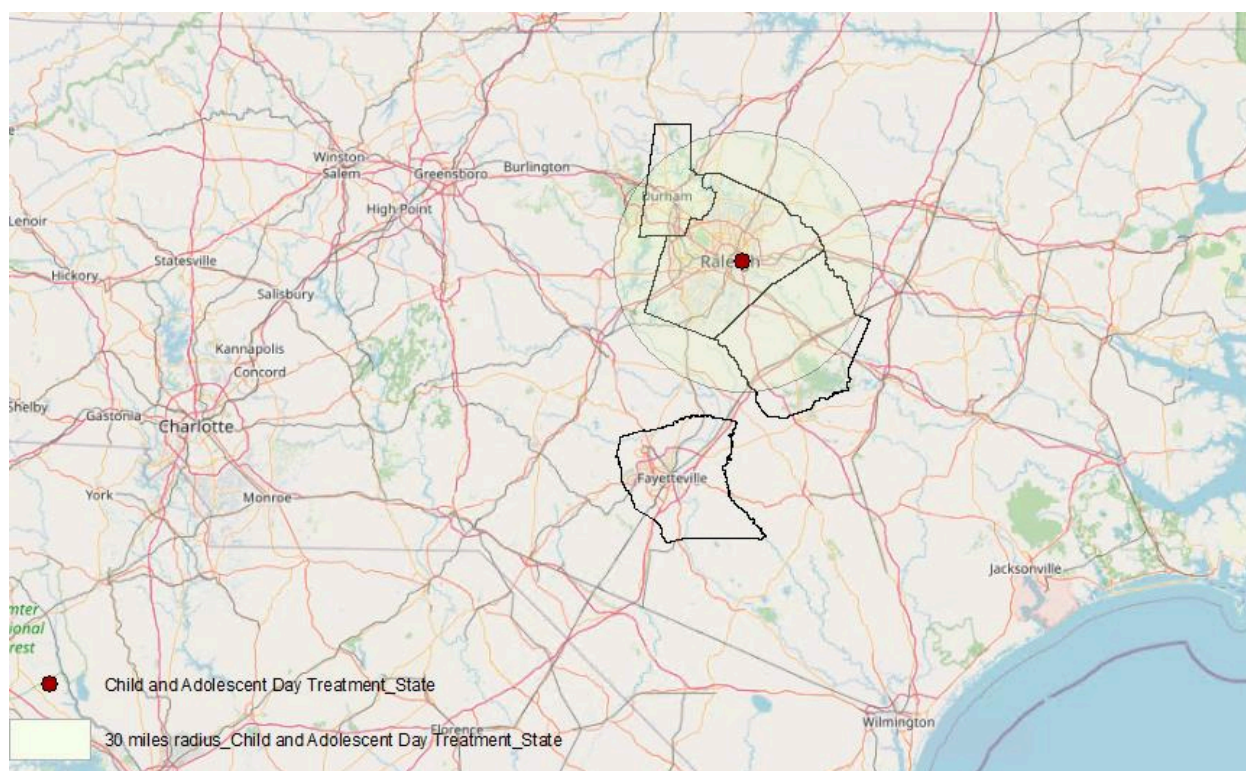 Winston
Salem
Greensboro
Burlington
Durham
High Point
Lenoir
Statesville
Raleigh
Hickory
Salisbury
Kannapolis
Concord
Shelby
Gastonia
Charlotte
Fayetteville
York
Monroe
Jacksonville
Child and Adolescent Day Treatment_State
Wilmington
Florence
30 miles radius_Child and Adolescent Day Treatment_State